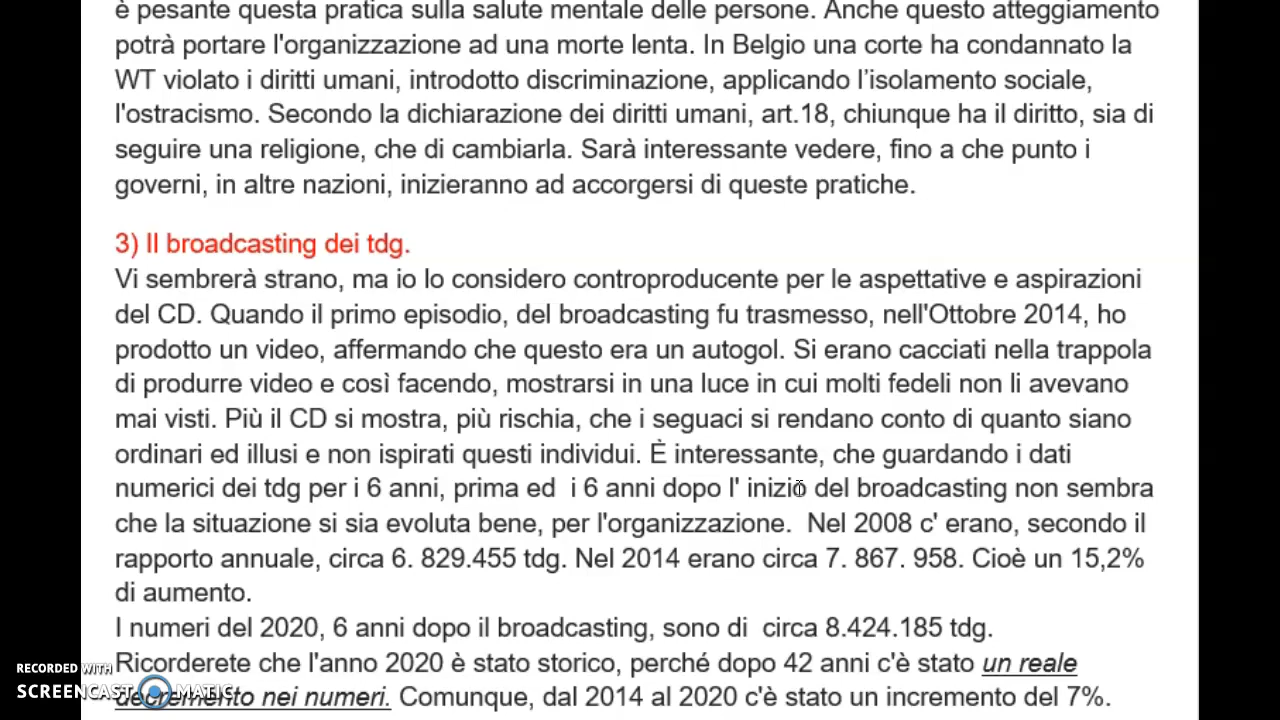 è pesante questa pratica sulla salute mentale delle persone. Anche questo atteggiamento
potrà portare l'organizzazione ad una morte lenta. In Belgio una corte ha condannato la
WT violato i diritti umani, introdotto discriminazione, applicando l’isolamento sociale,
l'ostracismo. Secondo la dichiarazione dei diritti umani, art.18, chiunque ha il diritto, sia di
seguire una religione, che di cambiarla. Sarà interessante vedere, fino a che punto i
governi, in altre nazioni, inizieranno ad accorgersi di queste pratiche.
3) Il broadcasting dei tdg.
Vi sembrerà strano, ma io lo considero controproducente per le aspettative e aspirazioni
del CD. Quando il primo episodio, del broadcasting fu trasmesso, nell'Ottobre 2014, ho
prodotto un video, affermando che questo era un autogol. Si erano cacciati nella trappola
di produrre video e così facendo, mostrarsi in una luce in cui molti fedeli non li avevano
mai visti. Più il CD si mostra, più rischia, che i seguaci si rendano conto di quanto siano
ordinari ed illusi e non ispirati questi individui. È interessante, che guardando i dati
numerici dei tdg per i 6 anni, prima ed  i 6 anni dopo l' inizio del broadcasting non sembra
che la situazione si sia evoluta bene, per l'organizzazione.  Nel 2008 c' erano, secondo il
rapporto annuale, circa 6. 829.455 tdg. Nel 2014 erano circa 7. 867. 958. Cioè un 15,2%
di aumento.
I numeri del 2020, 6 anni dopo il broadcasting, sono di  circa 8.424.185 tdg.
Ricorderete che l'anno 2020 è stato storico, perché dopo 42 anni c'è stato un reale
decremento nei numeri. Comunque, dal 2014 al 2020 c'è stato un incremento del 7%.
RECORDED WITH
SCREENCAST MATIC